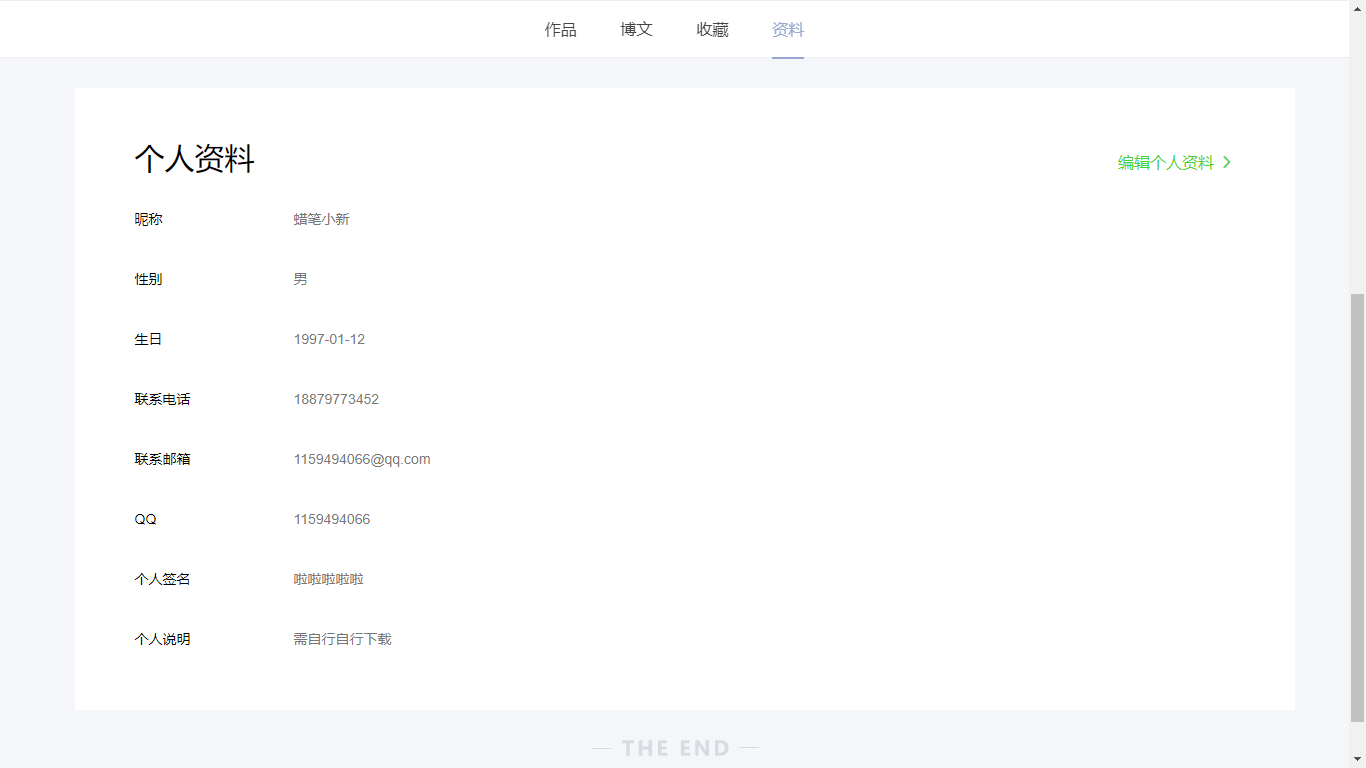 作品 博文 收藏 资料
个人资料 编辑个人资料
昵称 蜡笔小新
性别 男
生日 1997-01-12
联系电话 18879773452
联系邮箱 1159494066@qq.com
QQ 1159494066
个人签名 啦啦啦啦啦
个人说明 需自行自行下载
THE END